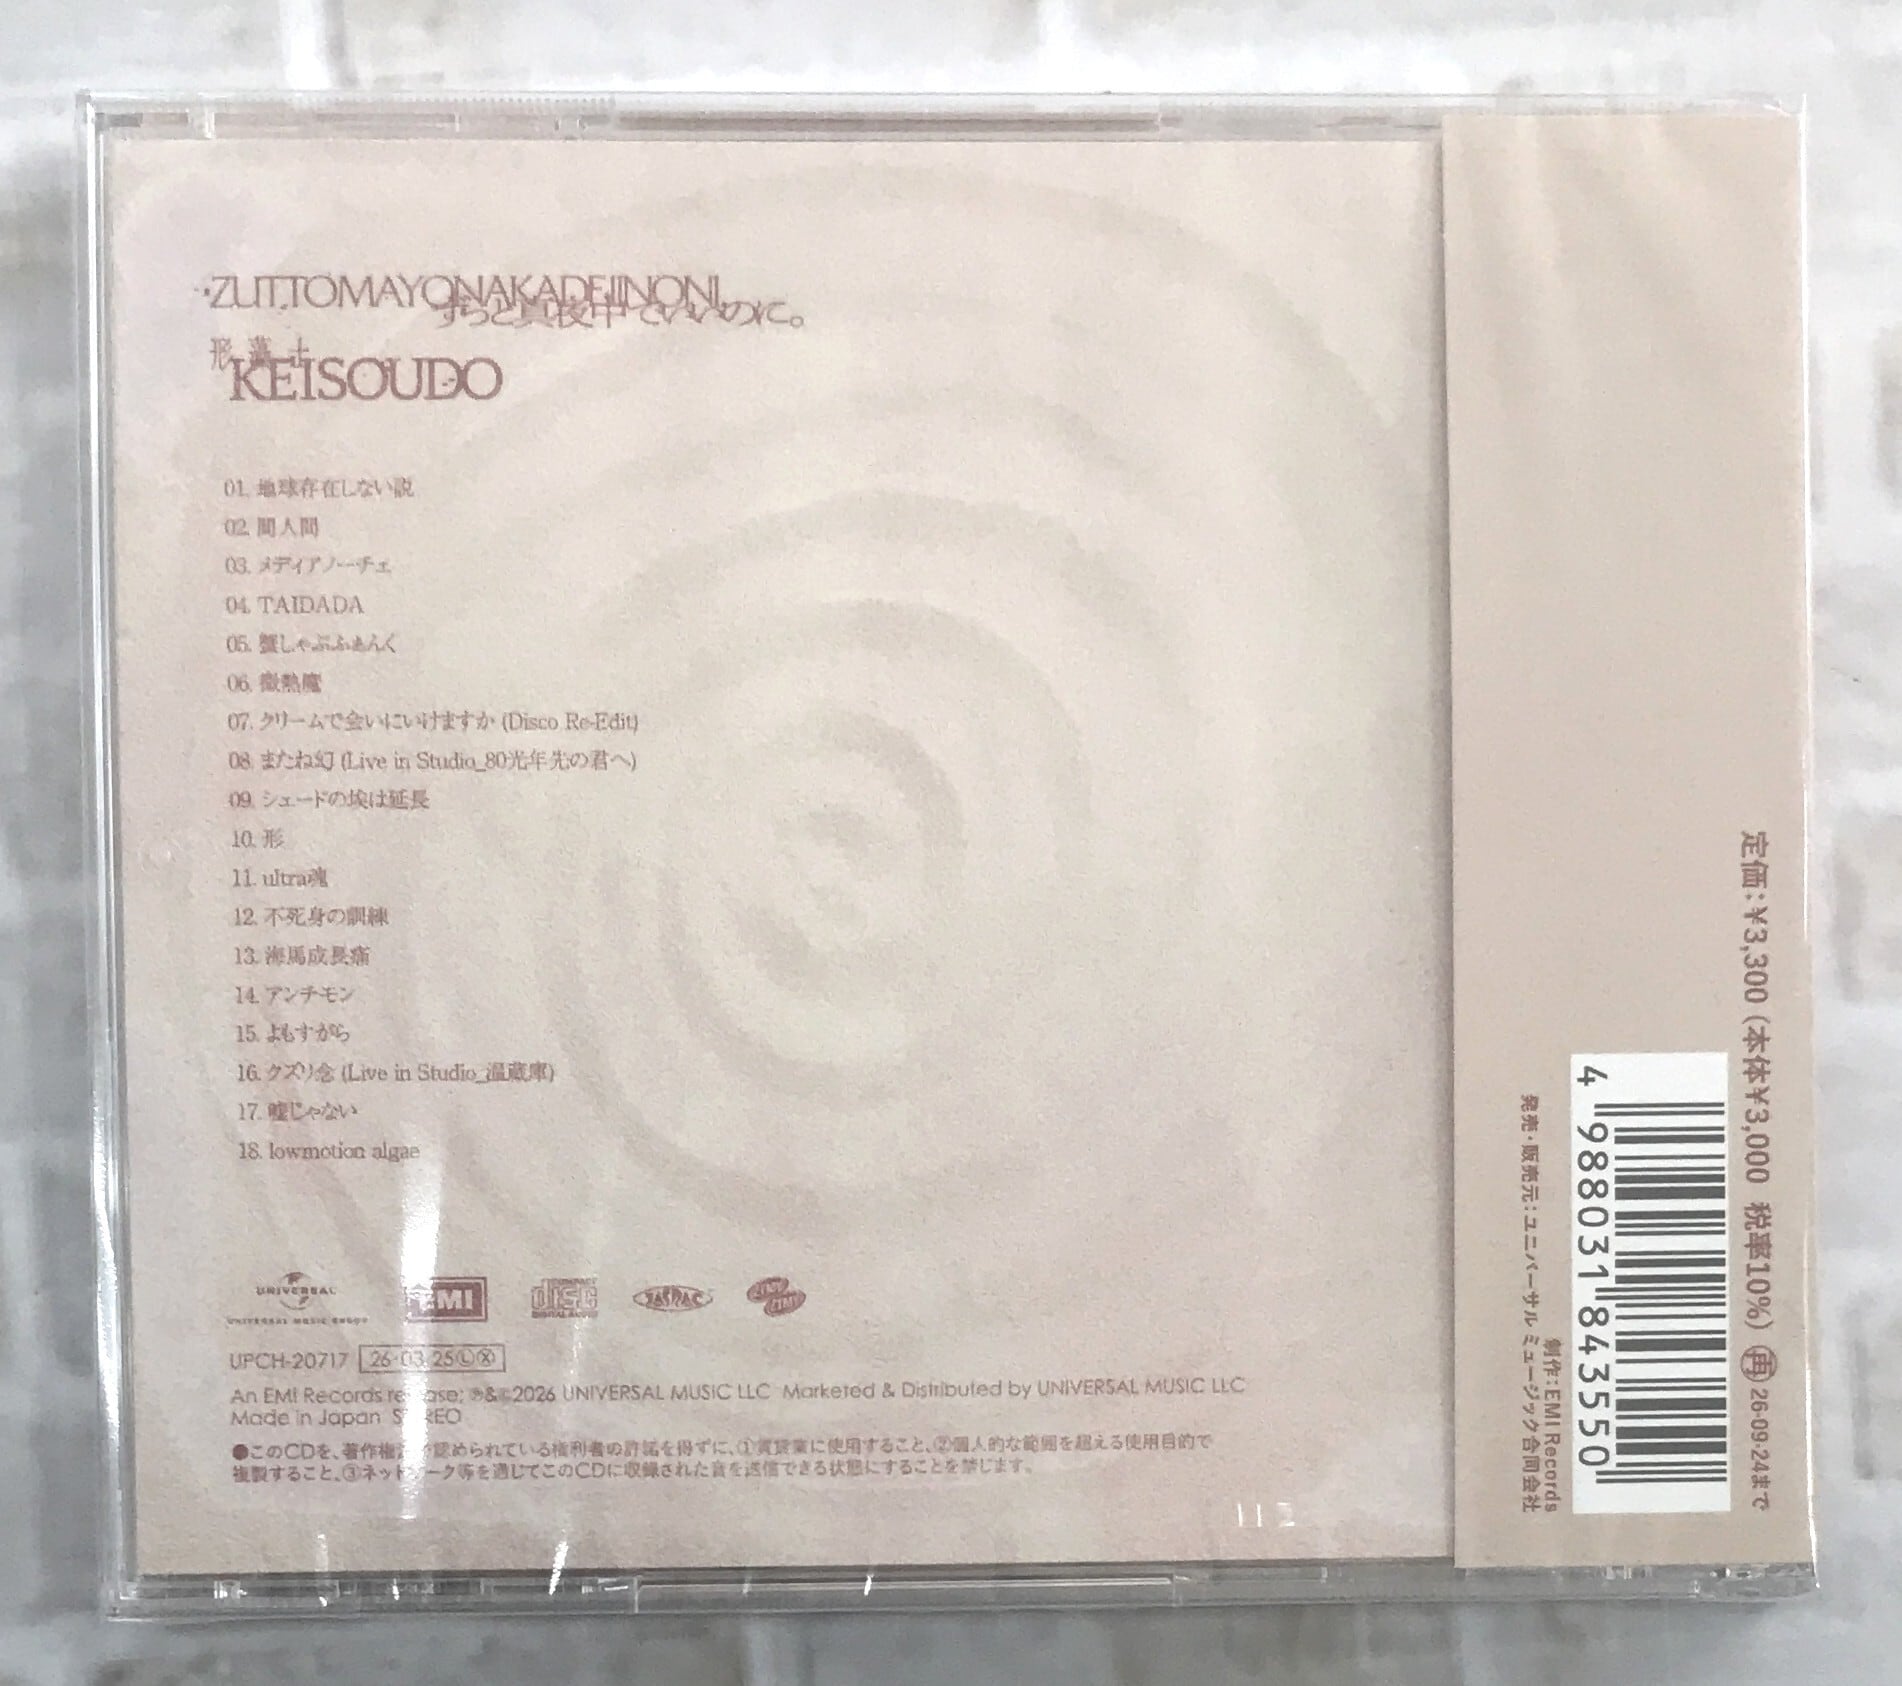 ZUTTOMAYONAKADEIINONI.
ずっと真夜中でいいのに。
形藻土
KEISOUDO
01. 地球存在しない説
02. 間人間
03. メディアノーチェ
04. TAIDADA
05. 蟹しゃぶふぁんく
06. 微熱魔
07. クリームで会いにいけますか (Disco Re-Edit)
08. またね幻 (Live in Studio_80光年先の君へ)
09. シェードの埃は延長
10. 形
11. ultra魂
12. 不死身の訓練
13. 海馬成長痛
14. アンチモン
15. よもすがら
16. クズリ念 (Live in Studio_温蔵庫)
17. 嘘じゃない
18. lowmotion algae
UNIVERSAL
UNIVERSAL MUSIC GROUP
EMI
COMPACT
disc
DIGITAL AUDIO
JASRAC
UPCH-20717 26·03·25ⓁⓍ
An EMI Records release; ℗&©2026 UNIVERSAL MUSIC LLC Marketed & Distributed by UNIVERSAL MUSIC LLC
Made in Japan STEREO
●このCDを、著作権法で認められている権利者の許諾を得ずに、①賃貸業に使用すること、②個人的な範囲を超える使用目的で
複製すること、③ネットワーク等を通じてこのCDに収録された音を送信できる状態にすることを禁じます。
112
定価:¥3,300(本体¥3,000 税率10%) 再 26·09·24まで
4 988031 843550
制作:EMI Records
発売・販売元:ユニバーサル ミュージック合同会社